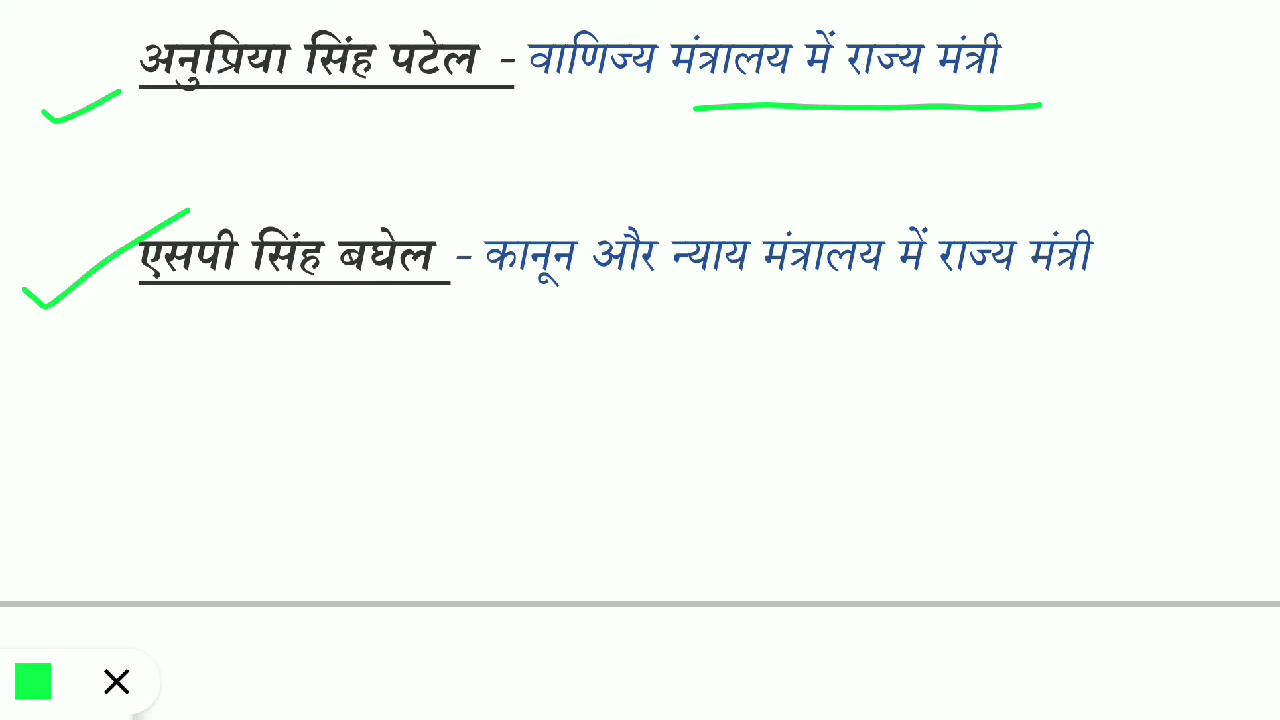 अनुप्रिया सिंह पटेल - वाणिज्य मंत्रालय में राज्य मंत्री
एसपी सिंह बघेल - कानून और न्याय मंत्रालय में राज्य मंत्री